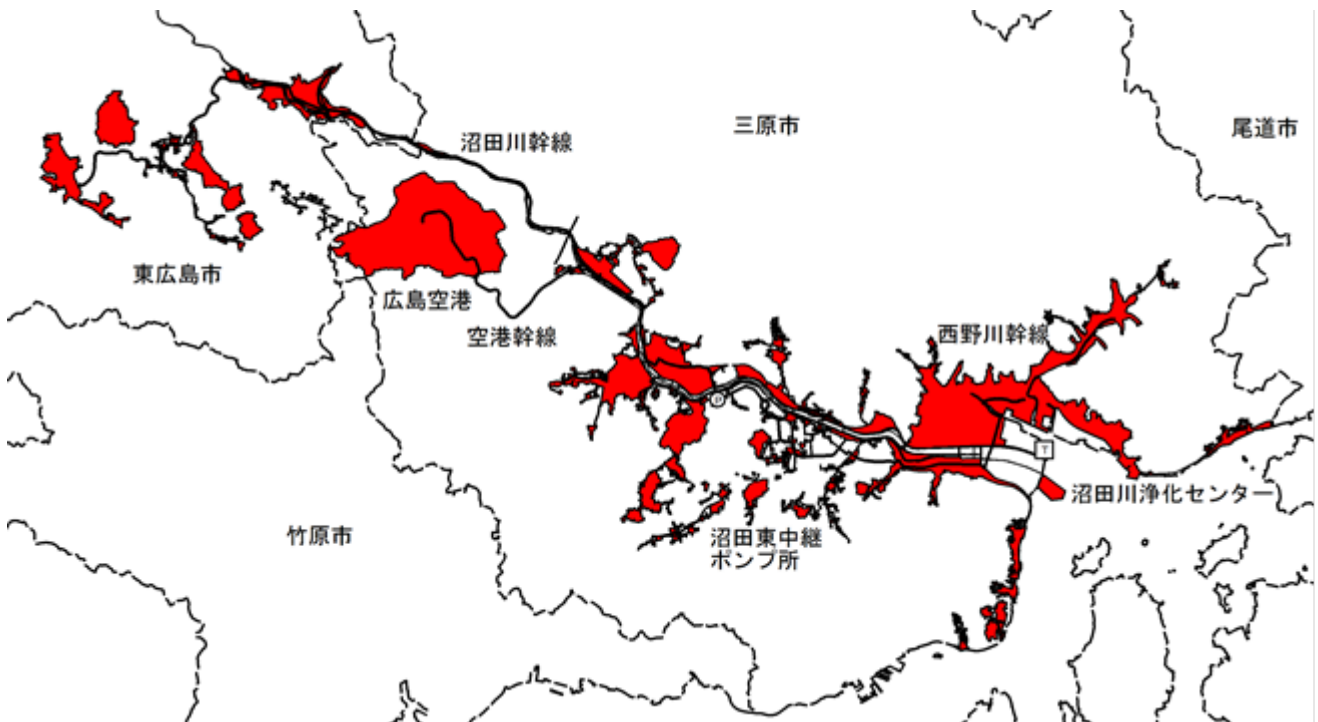 三原市
尾道市
沼田川幹線
東広島市
広島空港
空港幹線
西野川幹線
P
T
沼田川浄化センター
竹原市
沼田東中継
ポンプ所